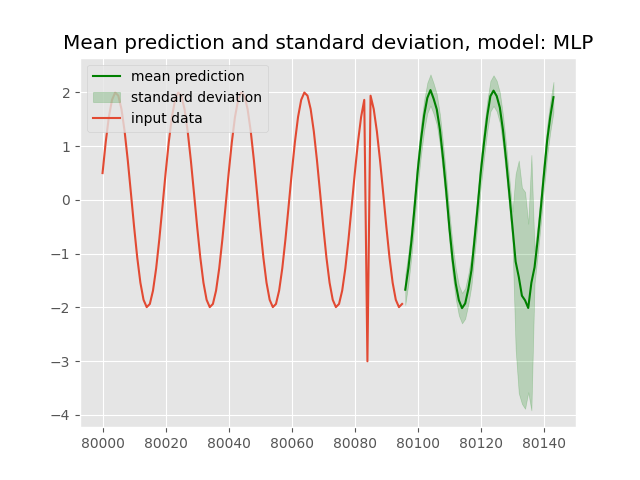 Mean prediction and standard deviation, model: MLP
mean prediction
standard deviation
input data
2
1
0
−1
−2
−3
−4
80000 80020 80040 80060 80080 80100 80120 80140